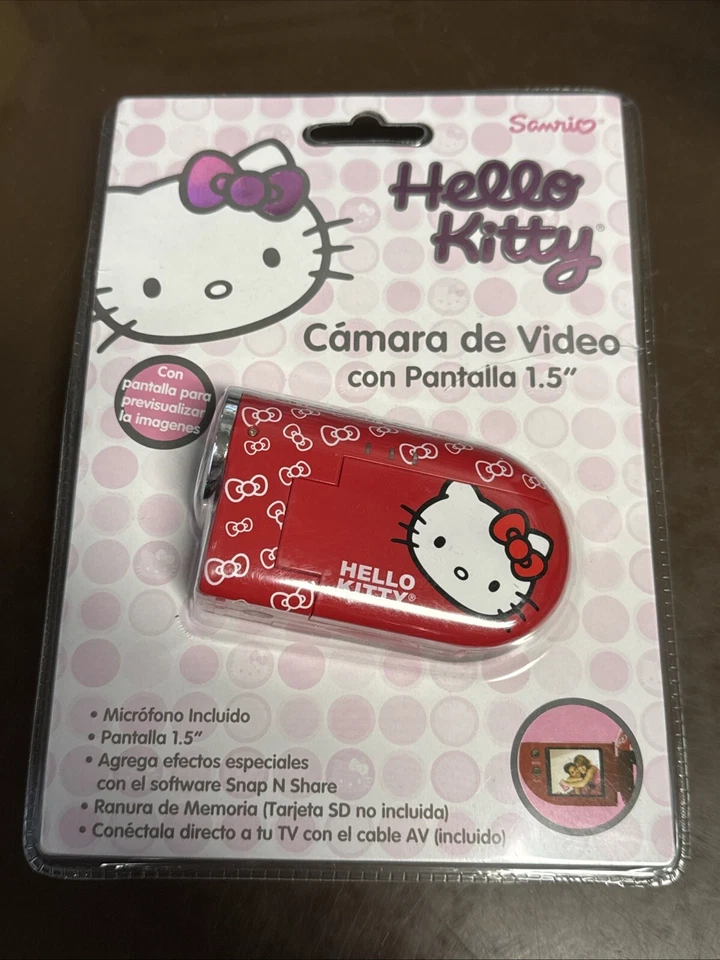 Sanrio
Hello
Kitty®
Cámara de Video
con Pantalla 1.5”
Con
pantalla para
previsualizar
la imagenes
HELLO
KITTY®
• Micrófono Incluido
• Pantalla 1.5”
• Agrega efectos especiales
con el software Snap N Share
• Ranura de Memoria (Tarjeta SD no incluida)
• Conéctala directo a tu TV con el cable AV (incluido)